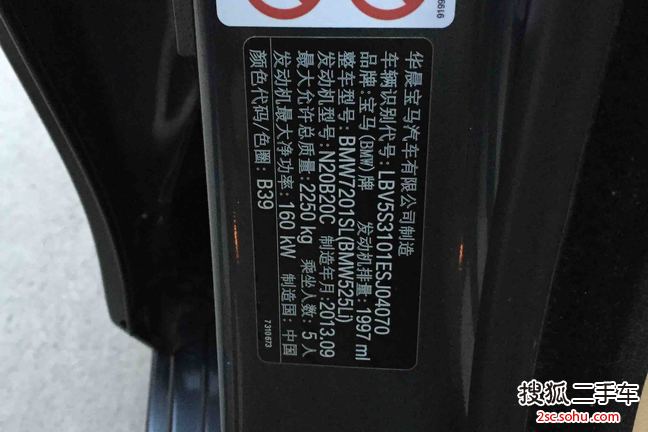 华晨宝马汽车有限公司制造
车辆识别代号: LBV5S3101ESJ04070
品牌: 宝马(BMW)牌 发动机排量: 1997 ml
整车型号: BMW7201SL(BMW525Li)
发动机型号: N20B20C 制造年月: 2013.09
最大允许总质量: 2250 kg 乘坐人数: 5 人
发动机最大净功率: 160 kW 制造国: 中国
颜色代码/色圈: B39
7310673
9199
搜狐二手车
2sc.sohu.com